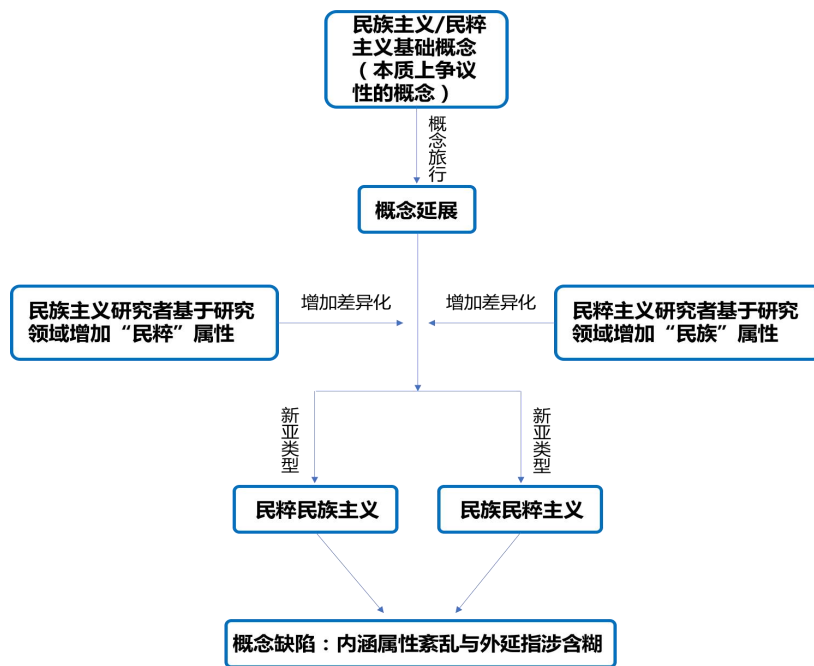 民族主义/民粹
主义基础概念
（本质上争议
性的概念）
概念旅行
概念延展
民族主义研究者基于研究
领域增加“民粹”属性
增加差异化
增加差异化
民粹主义研究者基于研究
领域增加“民族”属性
新亚类型
新亚类型
民粹民族主义
民族民粹主义
概念缺陷：内涵属性紊乱与外延指涉含糊